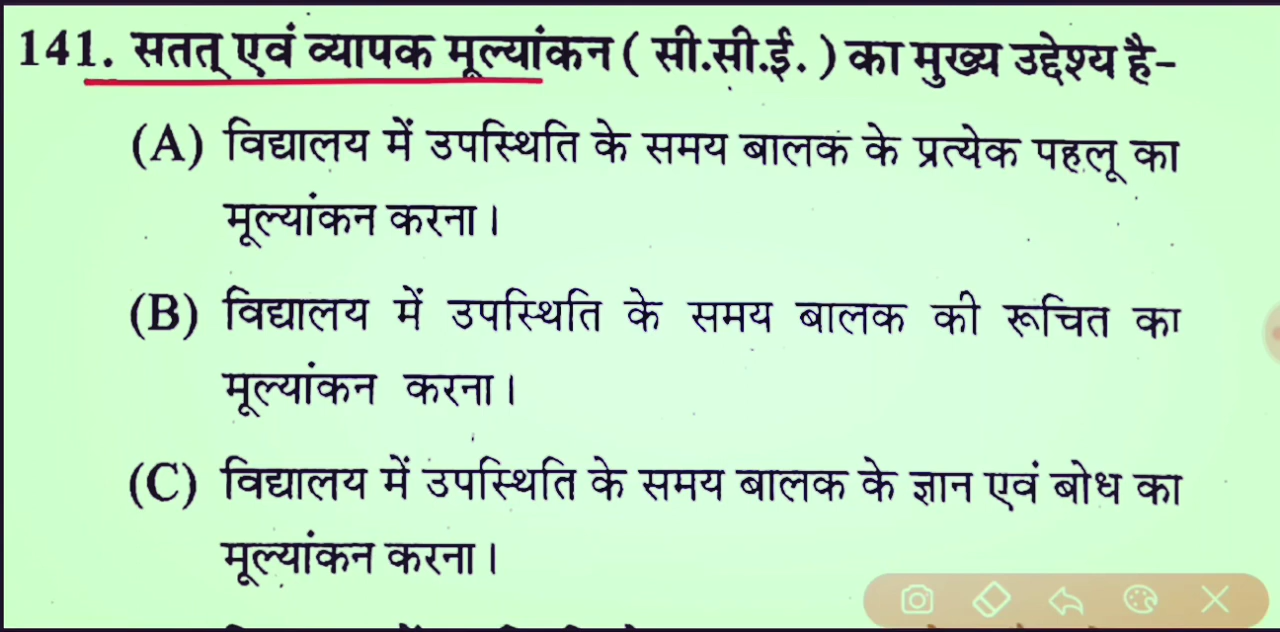 141. सतत् एवं व्यापक मूल्यांकन ( सी.सी.ई. ) का मुख्य उद्देश्य है-
(A) विद्यालय में उपस्थिति के समय बालक के प्रत्येक पहलू का
मूल्यांकन करना।
(B) विद्यालय में उपस्थिति के समय बालक की रूचित का
मूल्यांकन करना।
(C) विद्यालय में उपस्थिति के समय बालक के ज्ञान एवं बोध का
मूल्यांकन करना।